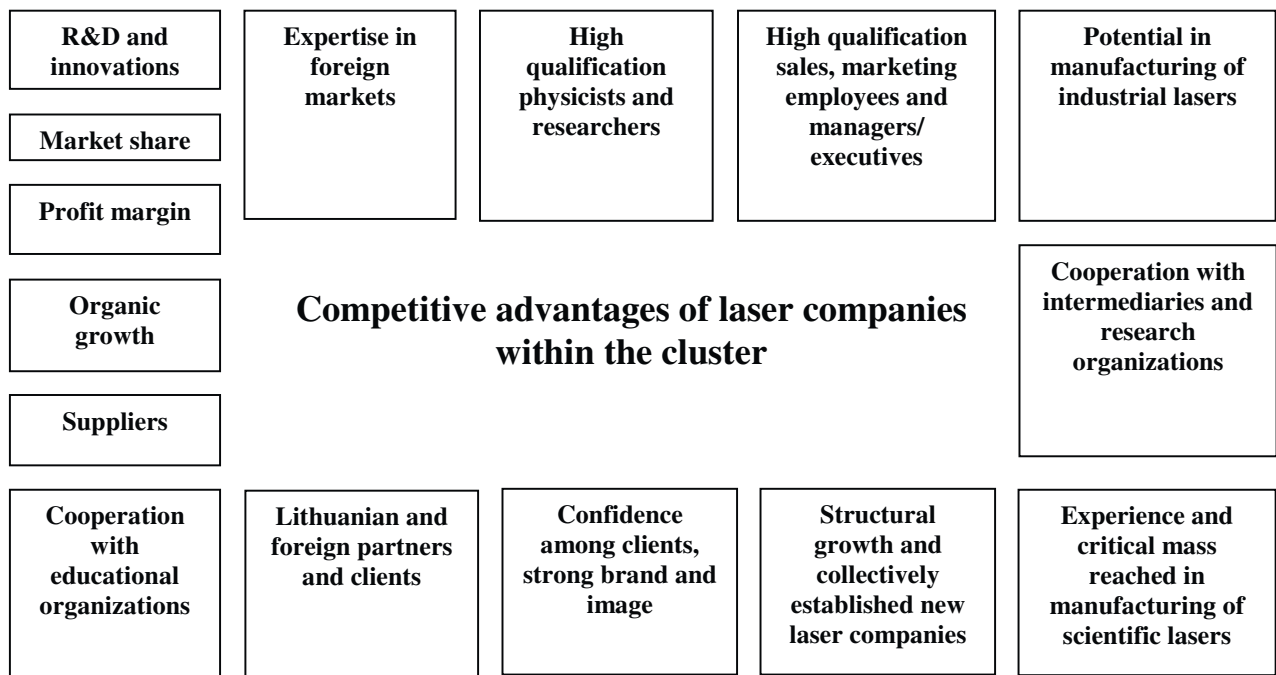 R&D and
innovations
Expertise in
foreign
markets
High
qualification
physicists and
researchers
High qualification
sales, marketing
employees and
managers/
executives
Potential in
manufacturing of
industrial lasers
Market share
Profit margin
Organic
growth
Suppliers
Competitive advantages of laser companies
within the cluster
Cooperation with
intermediaries and
research
organizations
Cooperation
with
educational
organizations
Lithuanian and
foreign partners
and clients
Confidence
among clients,
strong brand and
image
Structural
growth and
collectively
established new
laser companies
Experience and
critical mass
reached in
manufacturing of
scientific lasers